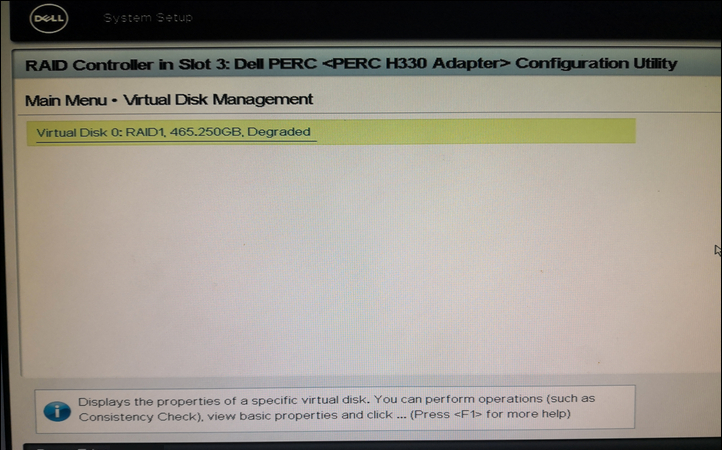 DELL
System Setup
RAID Controller in Slot 3: Dell PERC <PERC H330 Adapter> Configuration Utility
Main Menu • Virtual Disk Management
Virtual Disk 0: RAID1, 465.250GB, Degraded
Displays the properties of a specific virtual disk. You can perform operations (such as
Consistency Check), view basic properties and click ... (Press <F1> for more help)